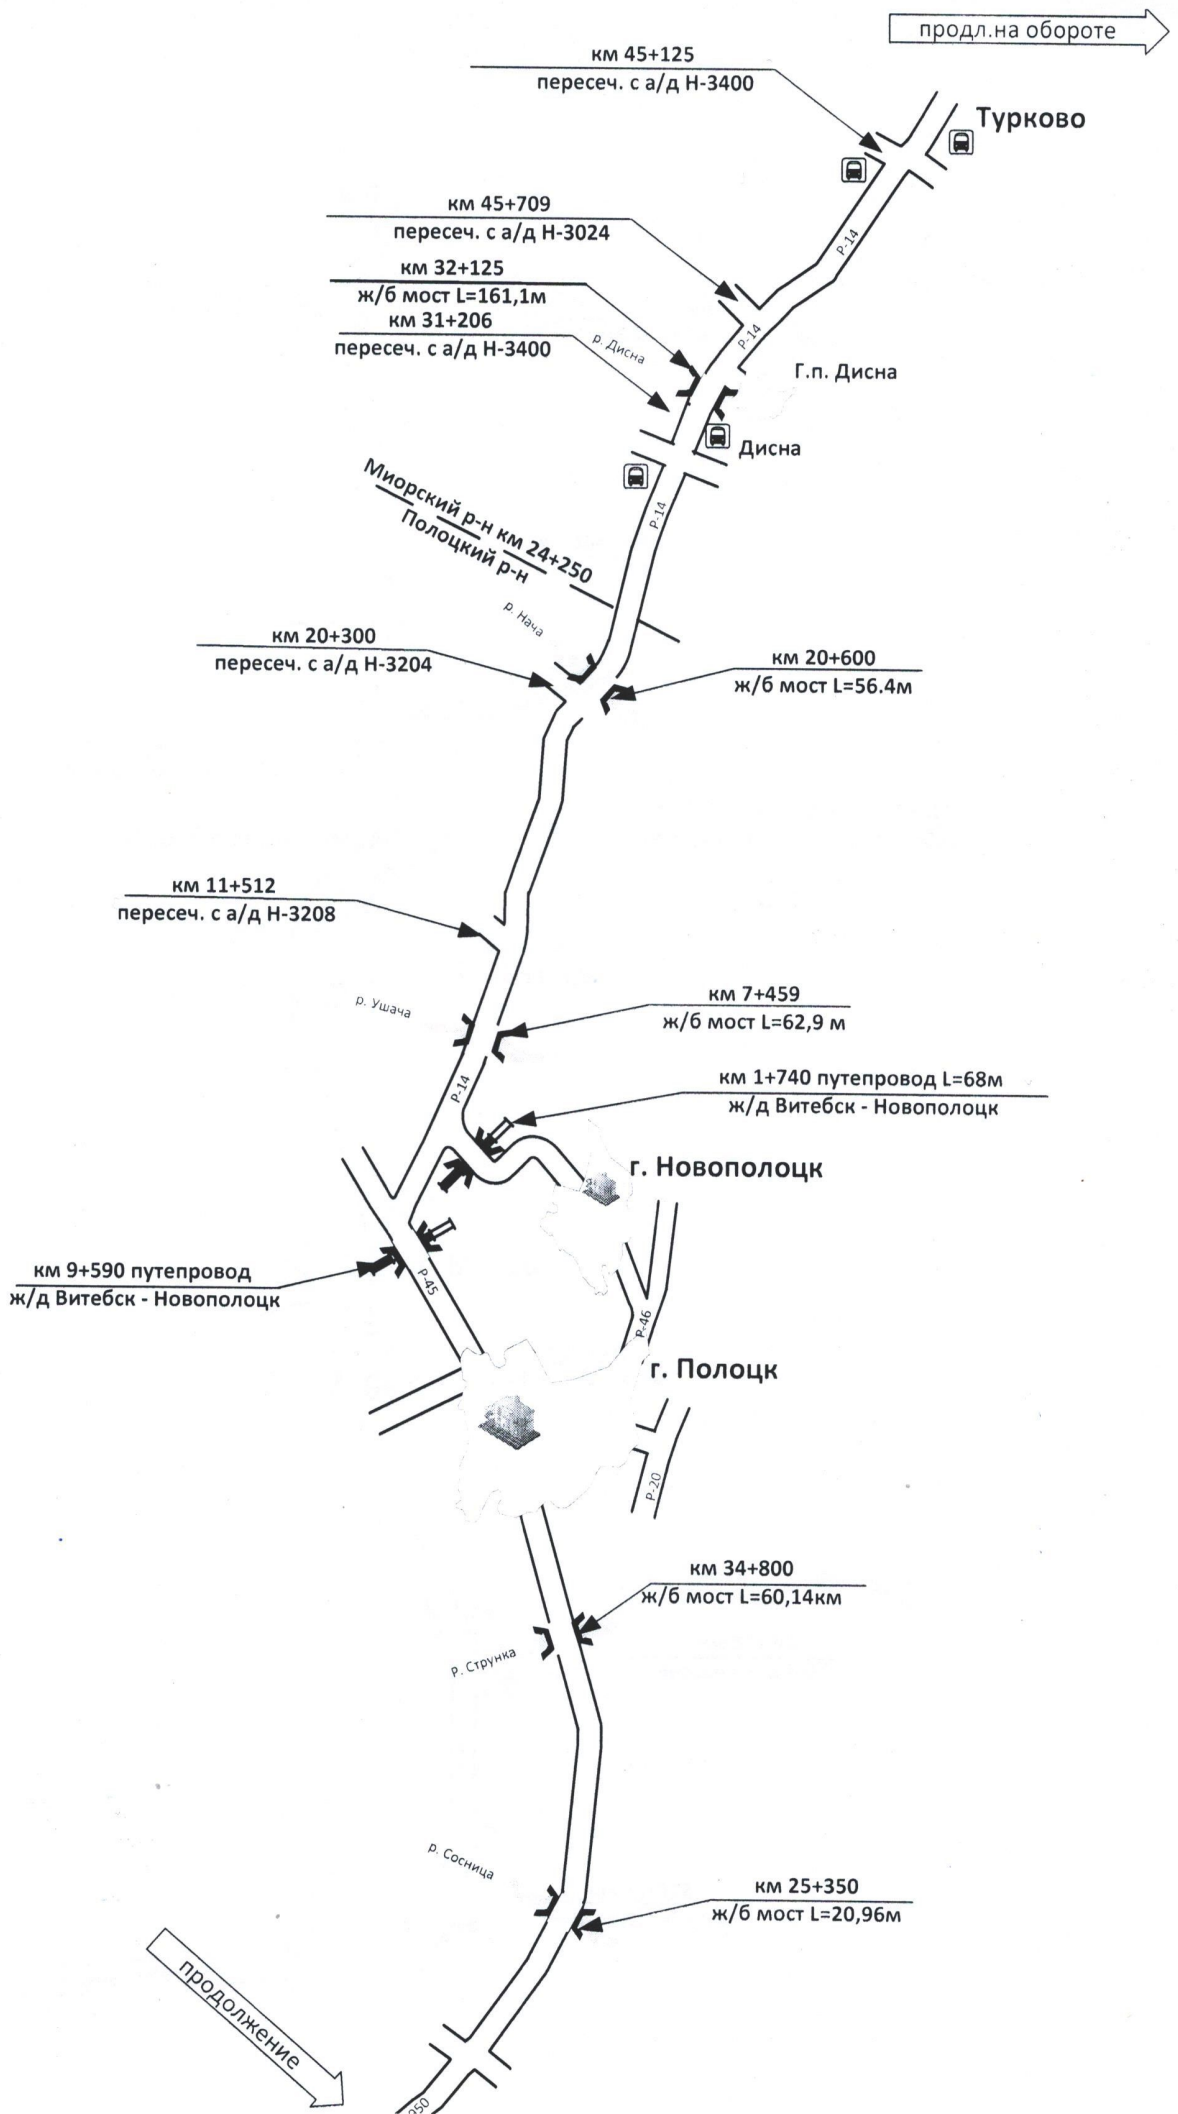 продл.на обороте
км 45+125
пересеч. с а/д Н-3400
Турково
Р-14
км 45+709
пересеч. с а/д Н-3024
км 32+125
ж/б мост L=161,1м
км 31+206
пересеч. с а/д Н-3400
р. Дисна
Р-14
Г.п. Дисна
Дисна
Р-14
Миорский р-н км 24+250
Полоцкий р-н
р. Нача
км 20+300
пересеч. с а/д Н-3204
км 20+600
ж/б мост L=56.4м
км 11+512
пересеч. с а/д Н-3208
р. Ушача
км 7+459
ж/б мост L=62,9 м
Р-14
км 1+740 путепровод L=68м
ж/д Витебск - Новополоцк
г. Новополоцк
км 9+590 путепровод
ж/д Витебск - Новополоцк
Р-45
Р-46
г. Полоцк
Р-20
км 34+800
ж/б мост L=60,14км
Р. Струнка
р. Сосница
км 25+350
ж/б мост L=20,96м
продолжение